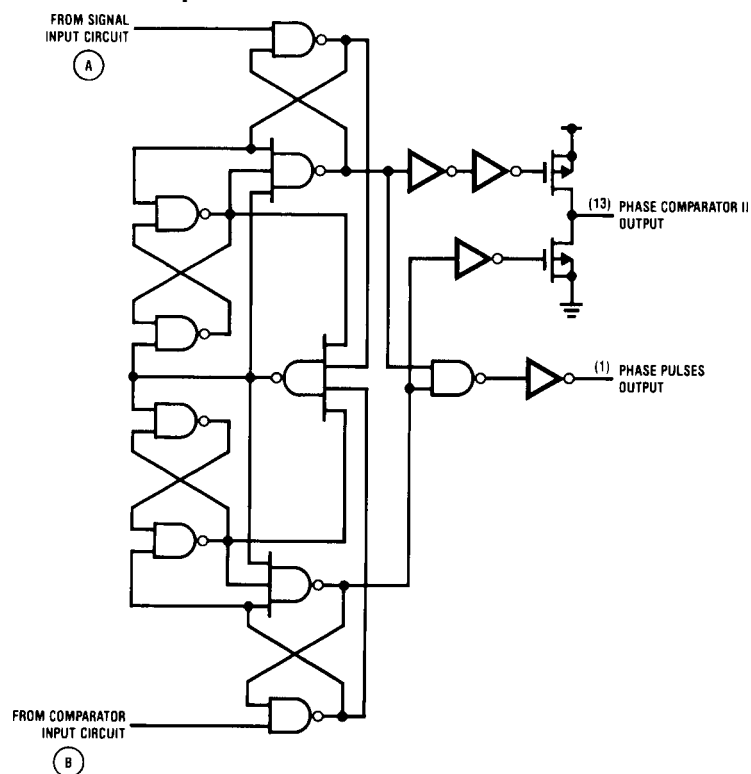 FROM SIGNAL
INPUT CIRCUIT
A
(13) PHASE COMPARATOR II
OUTPUT
(1) PHASE PULSES
OUTPUT
FROM COMPARATOR
INPUT CIRCUIT
B